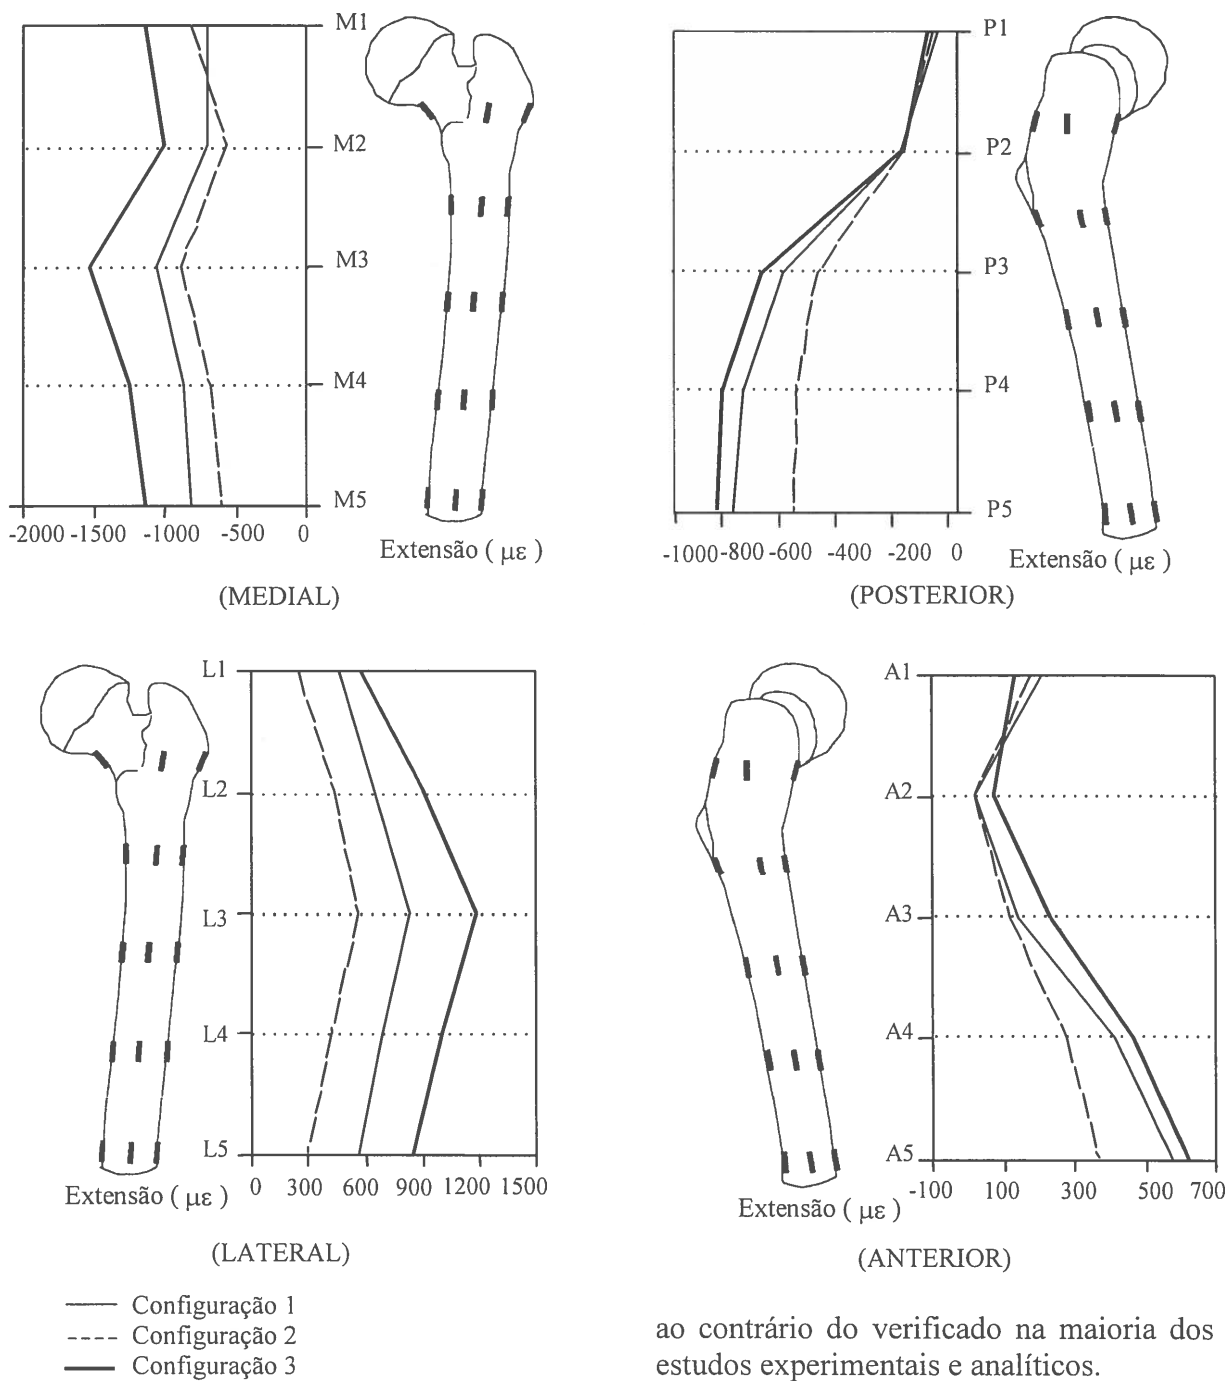 M1
M2
M3
M4
M5
-2000 -1500 -1000 -500 0
Extensão ( µε )
(MEDIAL)
P1
P2
P3
P4
P5
-1000 -800 -600 -400 -200 0
Extensão ( µε )
(POSTERIOR)
L1
L2
L3
L4
L5
0 300 600 900 1200 1500
Extensão ( µε )
(LATERAL)
A1
A2
A3
A4
A5
-100 100 300 500 700
Extensão ( µε )
(ANTERIOR)
Configuração 1
Configuração 2
Configuração 3
ao contrário do verificado na maioria dos
estudos experimentais e analíticos.